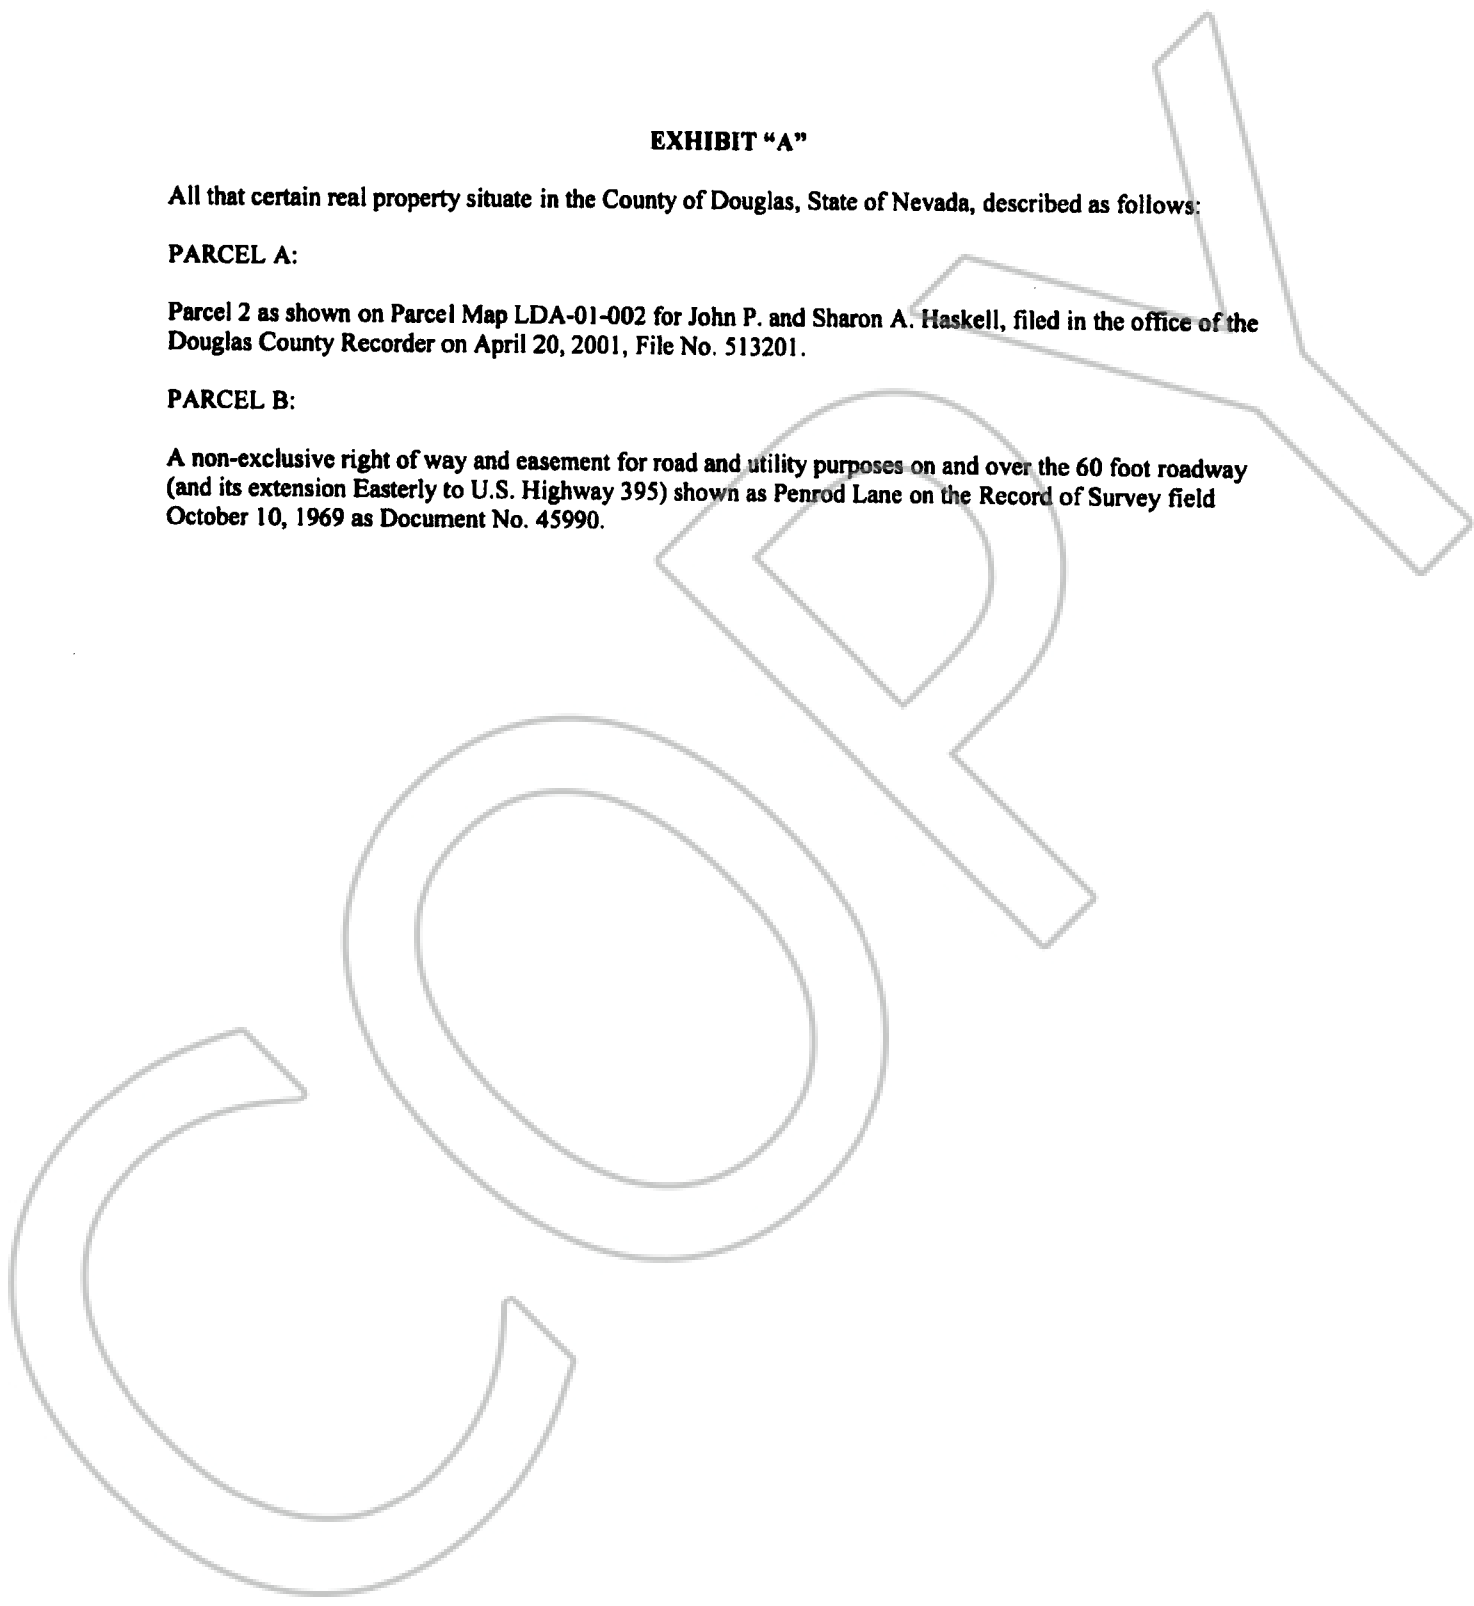 EXHIBIT “A”
All that certain real property situate in the County of Douglas, State of Nevada, described as follows:
PARCEL A:
Parcel 2 as shown on Parcel Map LDA-01-002 for John P. and Sharon A. Haskell, filed in the office of the
Douglas County Recorder on April 20, 2001, File No. 513201.
PARCEL B:
A non-exclusive right of way and easement for road and utility purposes on and over the 60 foot roadway
(and its extension Easterly to U.S. Highway 395) shown as Penrod Lane on the Record of Survey field
October 10, 1969 as Document No. 45990.
COPY